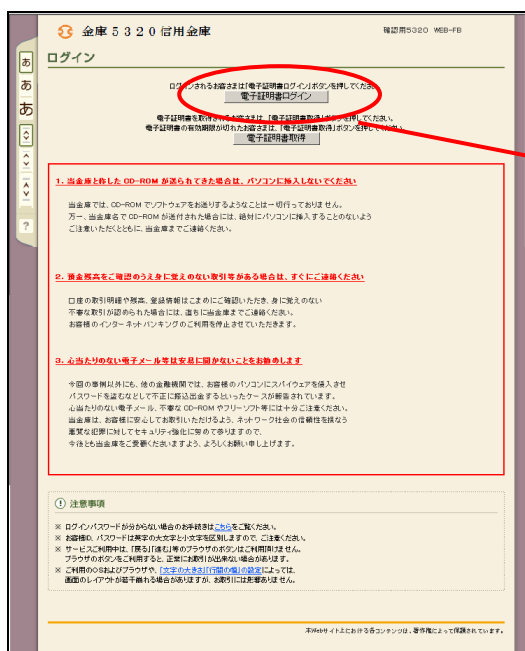 金庫5320信用金庫
確認用5320 WEB-FB
ログイン
あ
あ
あ
?
ログインされるお客さまは「電子証明書ログイン」ボタンを押してください。
電子証明書ログイン
電子証明書を取得されるお客さまは、「電子証明書取得」ボタンを押してください。
電子証明書の有効期限が切れたお客さまは、「電子証明書取得」ボタンを押してください。
電子証明書取得
1. 当金庫と称した CD-ROM が送られてきた場合は、パソコンに挿入しないでください
当金庫では、CD-ROM でソフトウェアをお送りするようなことは一切行っておりません。
万一、当金庫名で CD-ROM が送付された場合には、絶対にパソコンに挿入することのないよう
ご注意いただくとともに、当金庫までご連絡ください。
2. 預金残高をご確認のうえ身に覚えのない取引等がある場合は、すぐにご連絡ください
口座の取引明細や残高、登録情報はこまめにご確認いただき、身に覚えのない
不審な取引が認められた場合には、直ちに当金庫までご連絡ください。
お客様のインターネットバンキングのご利用を停止させていただきます。
3. 心当たりのない電子メール等は安易に開かないことをお勧めします
今回の事例以外にも、他の金融機関では、お客様のパソコンにスパイウェアを侵入させ
パスワードを盗むなどして不正に振込出金するといったケースが報告されています。
心当たりのない電子メール、不審な CD-ROM やフリーソフト等には十分ご注意ください。
当金庫は、お客様に安心してお取引いただけるよう、ネットワーク社会の信頼性を損なう
悪質な犯罪に対してセキュリティ強化に努めて参りますので、
今後とも当金庫をご愛顧くださいますよう、よろしくお願い申し上げます。
注意事項
※ ログインパスワードが分からない場合のお手続きはこちらをご覧ください。
※ お客様ID、パスワードは英字の大文字と小文字を区別しますので、ご注意ください。
※ サービスご利用中は、「戻る」「進む」等のブラウザのボタンはご利用頂けません。
ブラウザのボタンをご利用すると、正常にお取引が出来ない場合があります。
※ ご利用のOSおよびブラウザや、「文字の大きさ」「行間の幅」の設定によっては、
画面のレイアウトが若干崩れる場合がありますが、お取引には影響ありません。
本Webサイト上における各コンテンツは、著作権によって保護されています。